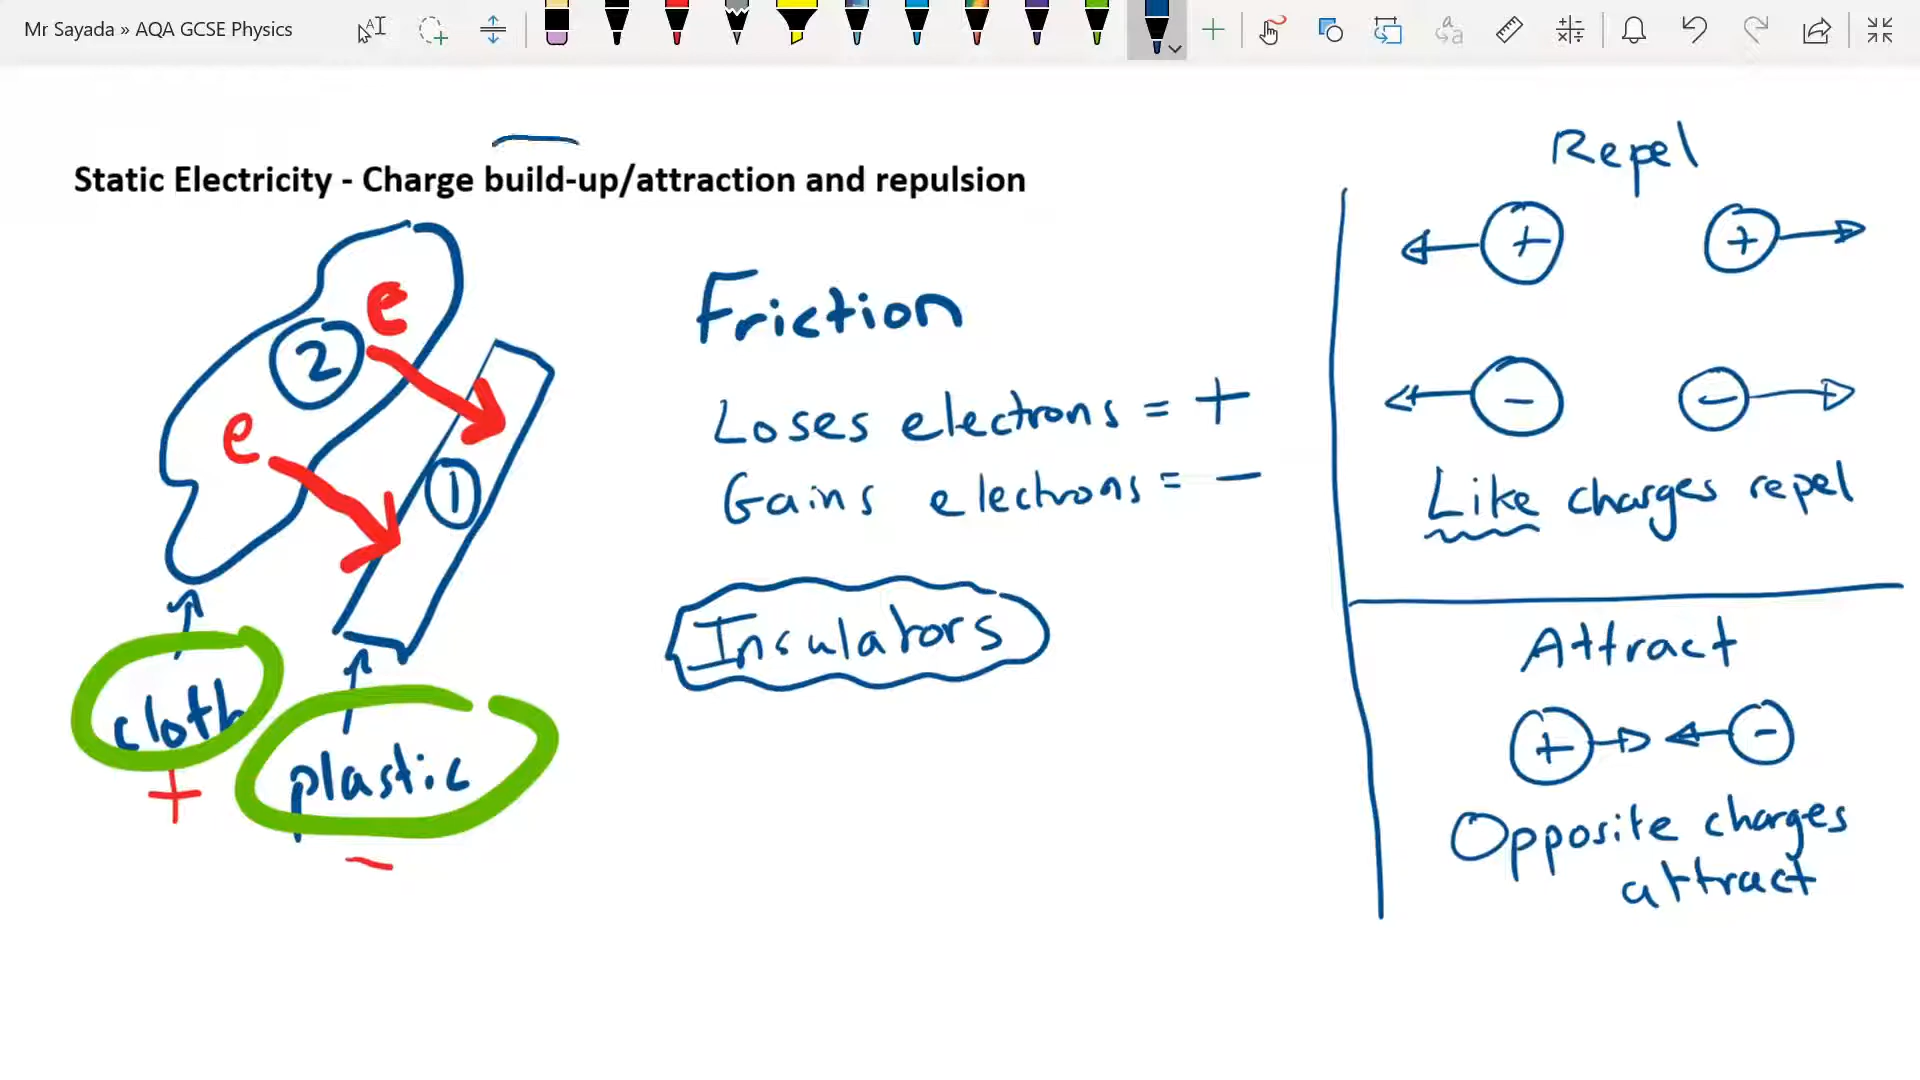 Mr Sayada » AQA GCSE Physics
Static Electricity - Charge build-up/attraction and repulsion
e
2
e
1
cloth
+
plastic
-
Friction
Loses electrons = +
Gains electrons = -
Insulators
Repel
+ +
- -
Like charges repel
Attract
+ -
Opposite charges
attract